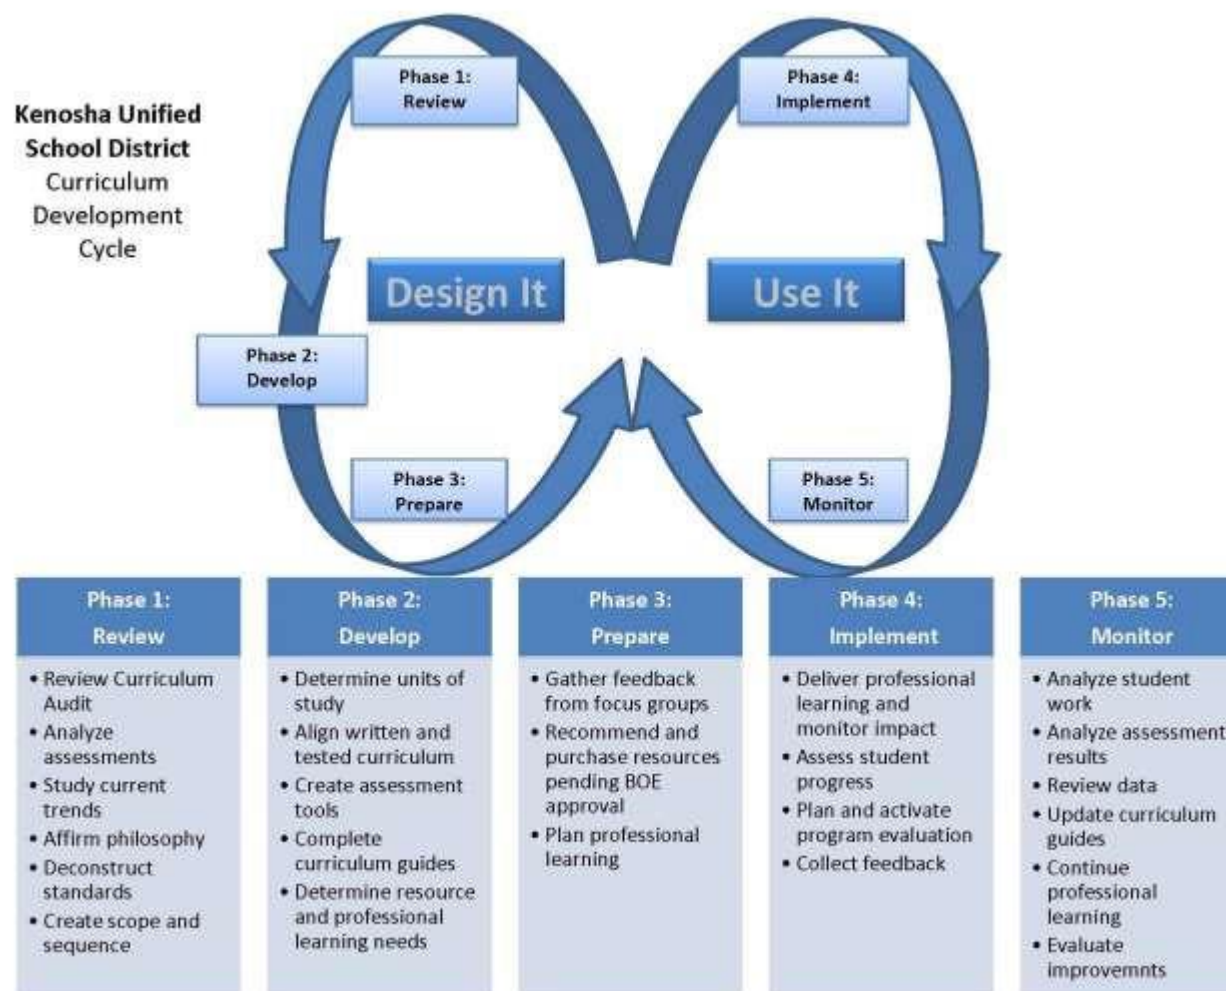 Kenosha Unified
School District
Curriculum
Development
Cycle
Phase 1:
Review
Phase 4:
Implement
Design It
Use It
Phase 2:
Develop
Phase 3:
Prepare
Phase 5:
Monitor
Phase 1:
Review
• Review Curriculum
Audit
• Analyze
assessments
• Study current
trends
• Affirm philosophy
• Deconstruct
standards
• Create scope and
sequence
Phase 2:
Develop
• Determine units of
study
• Align written and
tested curriculum
• Create assessment
tools
• Complete
curriculum guides
• Determine resource
and professional
learning needs
Phase 3:
Prepare
• Gather feedback
from focus groups
• Recommend and
purchase resources
pending BOE
approval
• Plan professional
learning
Phase 4:
Implement
• Deliver professional
learning and
monitor impact
• Assess student
progress
• Plan and activate
program evaluation
• Collect feedback
Phase 5:
Monitor
• Analyze student
work
• Analyze assessment
results
• Review data
• Update curriculum
guides
• Continue
professional
learning
• Evaluate
improvemnts